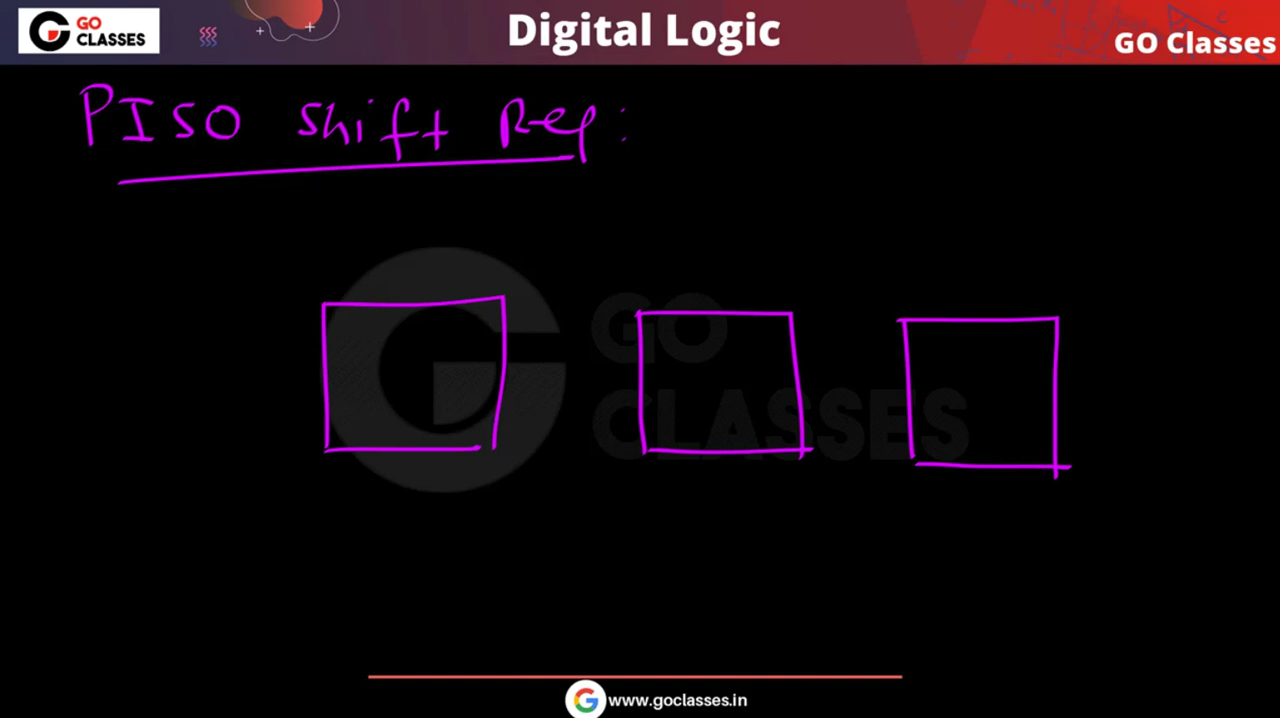 GO
CLASSES
Digital Logic
GO Classes
PISO Shift Reg:
GO
CLASSES
www.goclasses.in